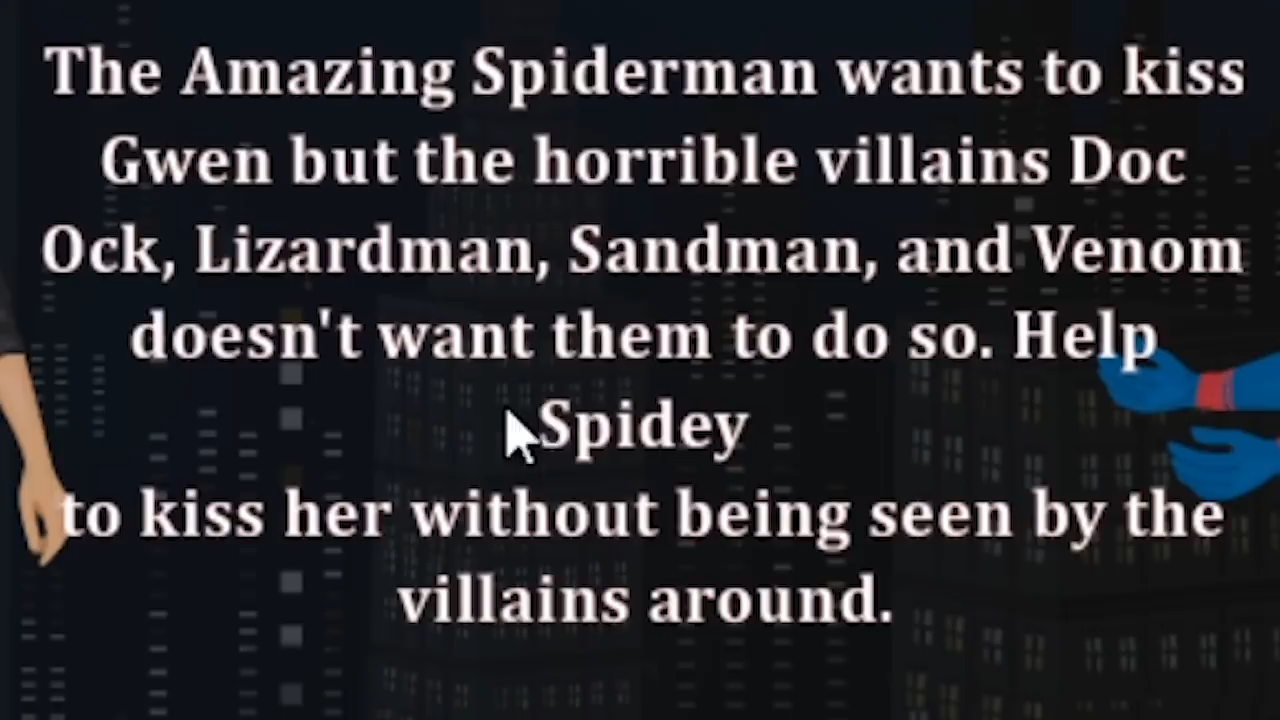 The Amazing Spiderman wants to kiss
Gwen but the horrible villains Doc
Ock, Lizardman, Sandman, and Venom
doesn't want them to do so. Help
Spidey
to kiss her without being seen by the
villains around.